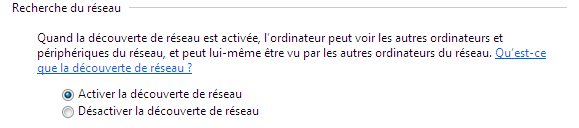 Recherche du réseau
Quand la découverte de réseau est activée, l'ordinateur peut voir les autres ordinateurs et
périphériques du réseau, et peut lui-même être vu par les autres ordinateurs du réseau. Qu'est-ce
que la découverte de réseau ?
Activer la découverte de réseau
Désactiver la découverte de réseau